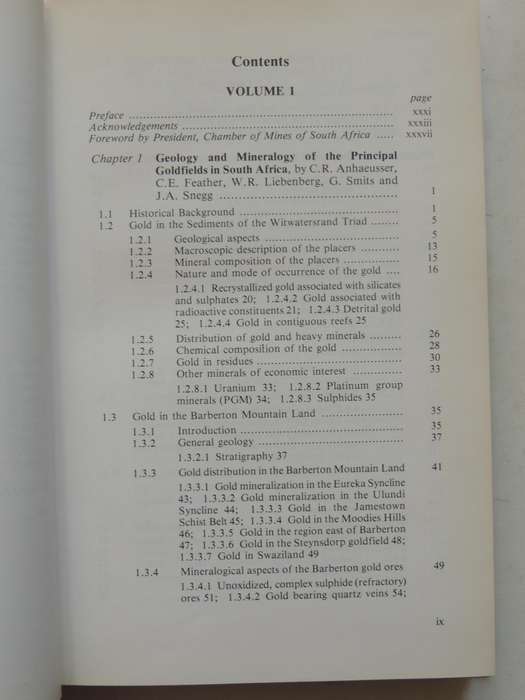 Contents
VOLUME 1
page
Preface ........................................................................ xxxi
Acknowledgements ........................................................... xxxiii
Foreword by President, Chamber of Mines of South Africa ..... xxxvii
Chapter 1 Geology and Mineralogy of the Principal
Goldfields in South Africa, by C.R. Anhaeusser,
C.E. Feather, W.R. Liebenberg, G. Smits and
J.A. Snegg ................................................ 1
1.1 Historical Background ........................................... 1
1.2 Gold in the Sediments of the Witwatersrand Triad ....... 5
1.2.1 Geological aspects ..................................... 5
1.2.2 Macroscopic description of the placers ........... 13
1.2.3 Mineral composition of the placers ................ 15
1.2.4 Nature and mode of occurrence of the gold .... 16
1.2.4.1 Recrystallized gold associated with silicates
and sulphates 20; 1.2.4.2 Gold associated with
radioactive constituents 21; 1.2.4.3 Detrital gold
25; 1.2.4.4 Gold in contiguous reefs 25
1.2.5 Distribution of gold and heavy minerals ......... 26
1.2.6 Chemical composition of the gold ................. 28
1.2.7 Gold in residues ........................................ 30
1.2.8 Other minerals of economic interest .............. 33
1.2.8.1 Uranium 33; 1.2.8.2 Platinum group
minerals (PGM) 34; 1.2.8.3 Sulphides 35
1.3 Gold in the Barberton Mountain Land ....................... 35
1.3.1 Introduction .............................................. 35
1.3.2 General geology ......................................... 37
1.3.2.1 Stratigraphy 37
1.3.3 Gold distribution in the Barberton Mountain Land 41
1.3.3.1 Gold mineralization in the Eureka Syncline
43; 1.3.3.2 Gold mineralization in the Ulundi
Syncline 44; 1.3.3.3 Gold in the Jamestown
Schist Belt 45; 1.3.3.4 Gold in the Moodies Hills
46; 1.3.3.5 Gold in the region east of Barberton
47; 1.3.3.6 Gold in the Steynsdorp goldfield 48;
1.3.3.7 Gold in Swaziland 49
1.3.4 Mineralogical aspects of the Barberton gold ores 49
1.3.4.1 Unoxidized, complex sulphide (refractory)
ores 51; 1.3.4.2 Gold bearing quartz veins 54;
ix